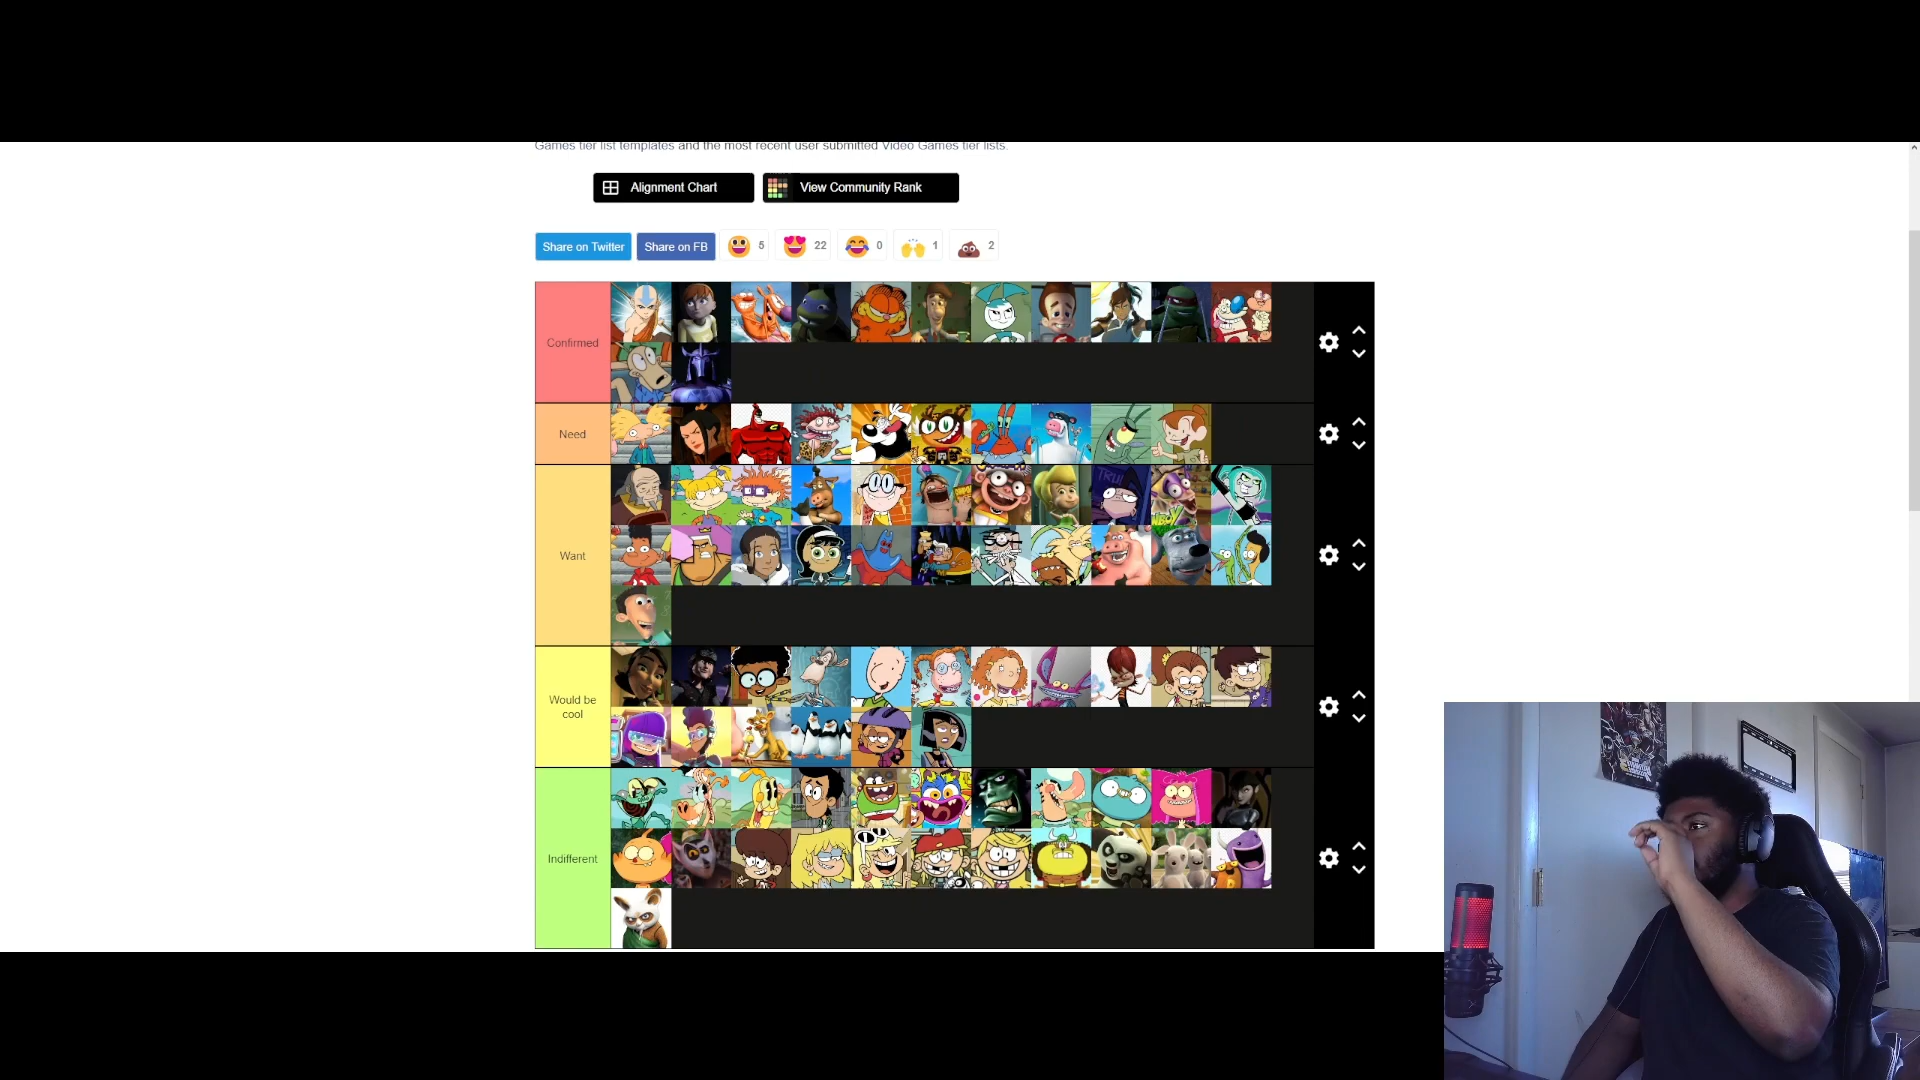 Games tier list templates and the most recent user submitted Video Games tier lists.
Alignment Chart
View Community Rank
Share on Twitter
Share on FB
5
22
0
1
2
Confirmed
Need
Want
TRU
Would be
cool
Indifferent